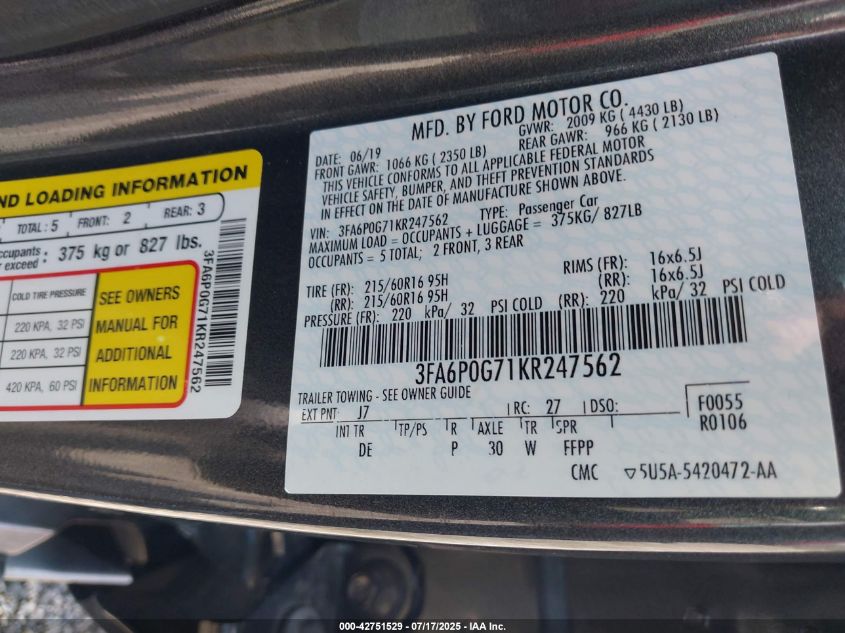 ND LOADING INFORMATION
TOTAL: 5 FRONT: 2 REAR: 3
occupants 375 kg or 827 lbs.
exceed:
COLD TIRE PRESSURE
220 KPA, 32 PSI
220 KPA, 32 PSI
420 KPA, 60 PSI
SEE OWNERS
MANUAL FOR
ADDITIONAL
INFORMATION
3FA6P0G71KR247562
MFD. BY FORD MOTOR CO.
DATE: 06/19 GVWR: 2009 KG ( 4430 LB)
FRONT GAWR: 1066 KG ( 2350 LB) REAR GAWR: 966 KG ( 2130 LB)
THIS VEHICLE CONFORMS TO ALL APPLICABLE FEDERAL MOTOR
VEHICLE SAFETY, BUMPER, AND THEFT PREVENTION STANDARDS
IN EFFECT ON THE DATE OF MANUFACTURE SHOWN ABOVE.
VIN: 3FA6P0G71KR247562 TYPE: Passenger Car
MAXIMUM LOAD = OCCUPANTS + LUGGAGE = 375KG/ 827LB
OCCUPANTS = 5 TOTAL; 2 FRONT, 3 REAR
TIRE (FR): 215/60R16 95H RIMS (FR): 16x6.5J
(RR): 215/60R16 95H (RR): 16x6.5J
PRESSURE (FR): 220 kPa/ 32 PSI COLD (RR): 220 kPa/ 32 PSI COLD
3FA6P0G71KR247562
TRAILER TOWING - SEE OWNER GUIDE
EXT PNT: J7 RC: 27 DSO: F0055
INT TR TP/PS R AXLE TR SPR R0106
DE P 30 W FFPP
CMC ▽5U5A-5420472-AA
000-42751529 | 07/17/2025 - IAA Inc.